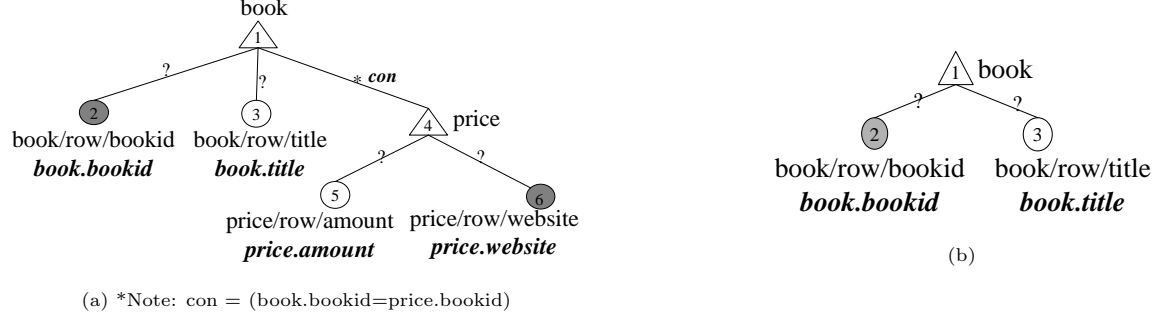 book
1
?
?
* con
2
3
4
price
book/row/bookid
book/row/title
book.bookid
book.title
?
?
5
6
price/row/amount
price/row/website
price.amount
price.website
(a) *Note: con = (book.bookid=price.bookid)
1
book
?
?
2
3
book/row/bookid
book/row/title
book.bookid
book.title
(b)